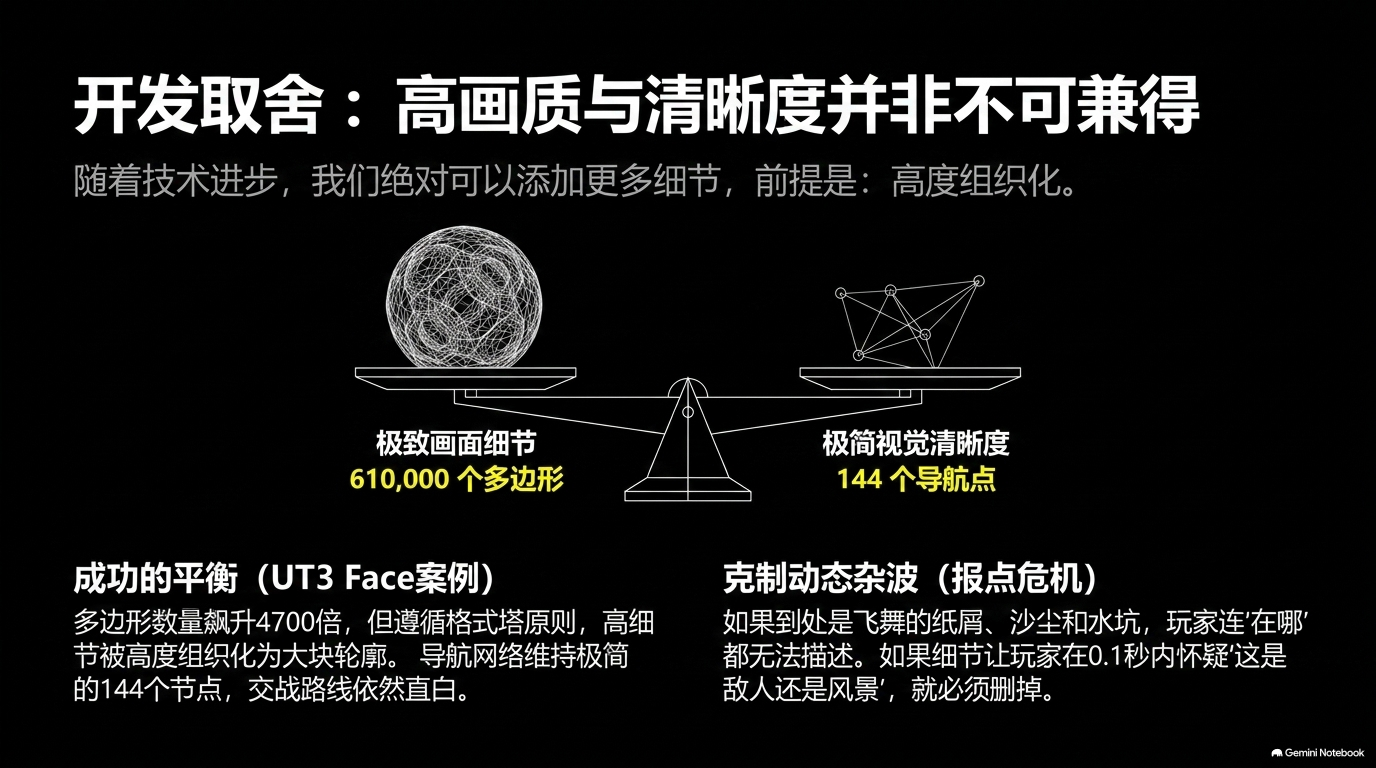 开发取舍：高画质与清晰度并非不可兼得
随着技术进步，我们绝对可以添加更多细节，前提是：高度组织化。
极致画面细节
610,000 个多边形
极简视觉清晰度
144 个导航点
成功的平衡（UT3 Face案例）
多边形数量飙升4700倍，但遵循格式塔原则，高细
节被高度组织化为大块轮廓。 导航网络维持极简
的144个节点，交战路线依然直白。
克制动态杂波（报点危机）
如果到处是飞舞的纸屑、沙尘和水坑，玩家连‘在哪’
都无法描述。如果细节让玩家在0.1秒内怀疑‘这是
敌人还是风景’，就必须删掉。
Gemini Notebook